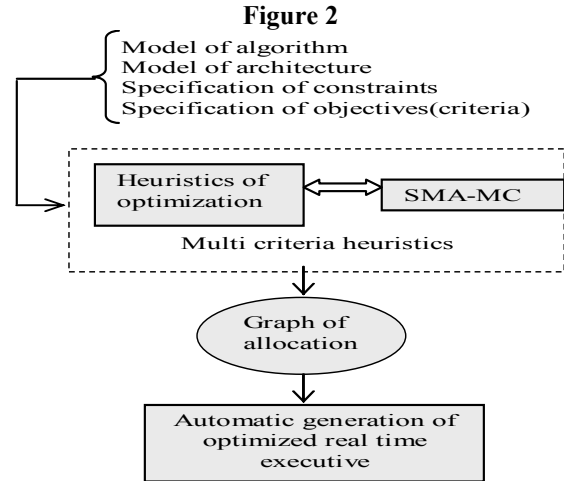 Figure 2
Model of algorithm
Model of architecture
Specification of constraints
Specification of objectives(criteria)
Heuristics of
optimization
SMA-MC
Multi criteria heuristics
Graph of
allocation
Automatic generation of
optimized real time
executive